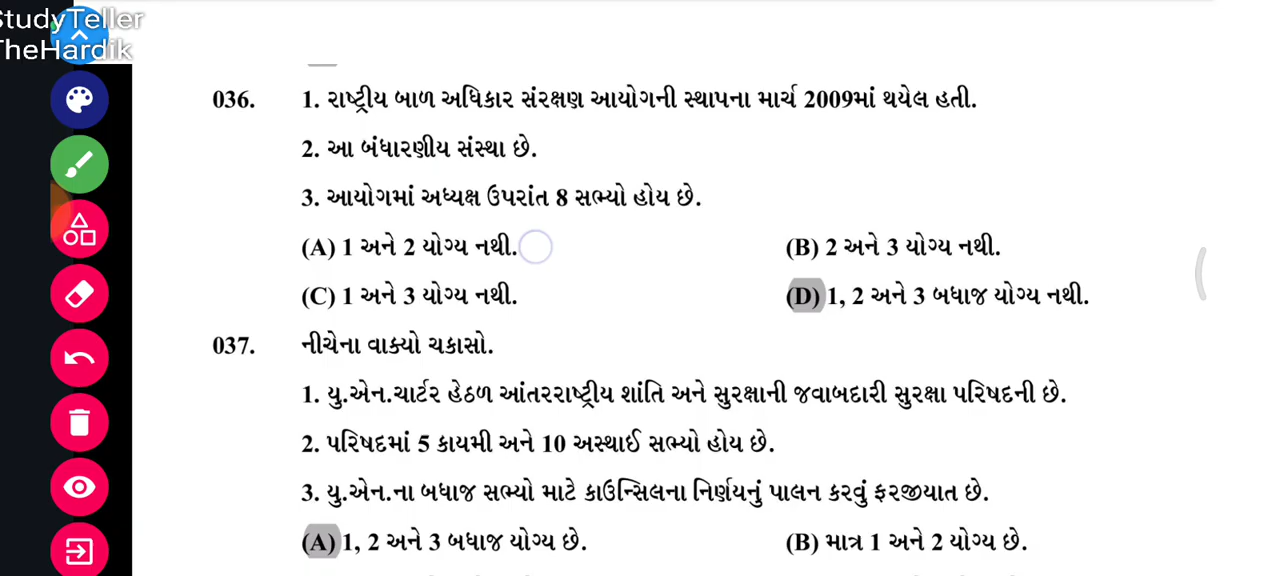 StudyTeller
TheHardik
036. 1. રાષ્ટ્રીય બાળ અધિકાર સંરક્ષણ આયોગની સ્થાપના માર્ચ 2009માં થયેલ હતી.
2. આ બંધારણીય સંસ્થા છે.
3. આયોગમાં અધ્યક્ષ ઉપરાંત 8 સભ્યો હોય છે.
(A) 1 અને 2 યોગ્ય નથી. (B) 2 અને 3 યોગ્ય નથી.
(C) 1 અને 3 યોગ્ય નથી. (D) 1, 2 અને 3 બધાજ યોગ્ય નથી.
037. નીચેના વાક્યો ચકાસો.
1. યુ.એન.ચાર્ટર હેઠળ આંતરરાષ્ટ્રીય શાંતિ અને સુરક્ષાની જવાબદારી સુરક્ષા પરિષદની છે.
2. પરિષદમાં 5 કાયમી અને 10 અસ્થાઈ સભ્યો હોય છે.
3. યુ.એન.ના બધાજ સભ્યો માટે કાઉન્સિલના નિર્ણયનું પાલન કરવું ફરજીયાત છે.
(A) 1, 2 અને 3 બધાજ યોગ્ય છે. (B) માત્ર 1 અને 2 યોગ્ય છે.